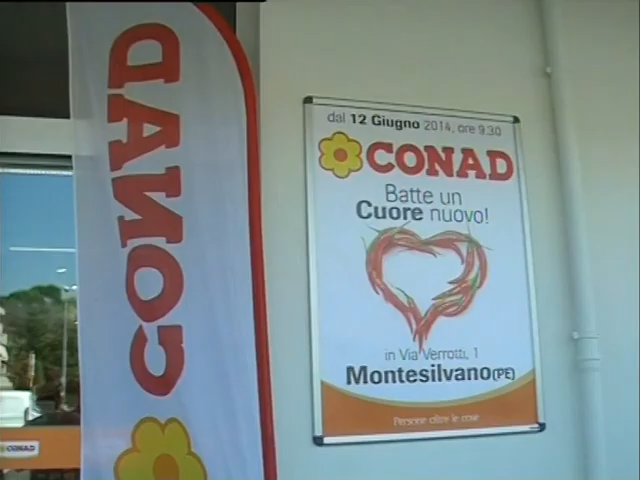 CONAD
dal 12 Giugno 2014, ore 9.30
CONAD
Batte un
Cuore nuovo!
in Via Verrotti, 1
Montesilvano (PE)
Persone oltre le cose
CONAD